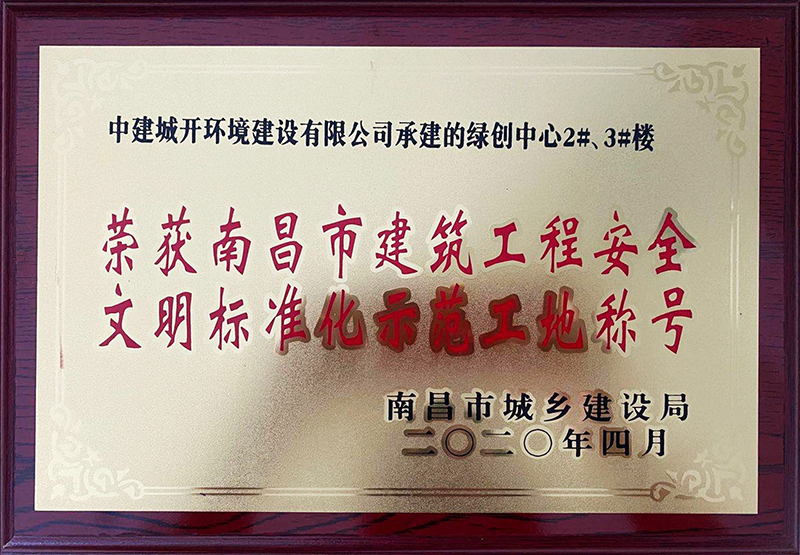 中建城开环境建设有限公司承建的绿创中心2#、3#楼
荣获南昌市建筑工程安全
文明标准化示范工地称号
南昌市城乡建设局
二〇二〇年四月